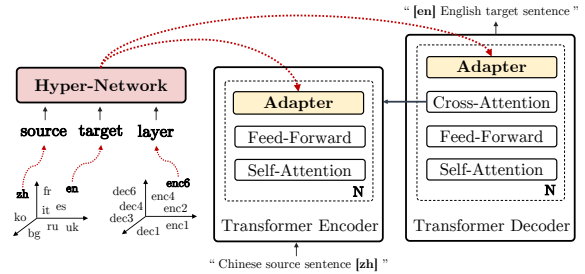 “ [en] English target sentence ”
Hyper-Network
source target layer
zh
en
enc6
fr
it
es
ko
ru
uk
bg
dec6
dec4
dec3
dec1
enc4
enc2
enc1
Adapter
Feed-Forward
Self-Attention
N
Transformer Encoder
“ Chinese source sentence [zh] ”
Adapter
Cross-Attention
Feed-Forward
Self-Attention
N
Transformer Decoder